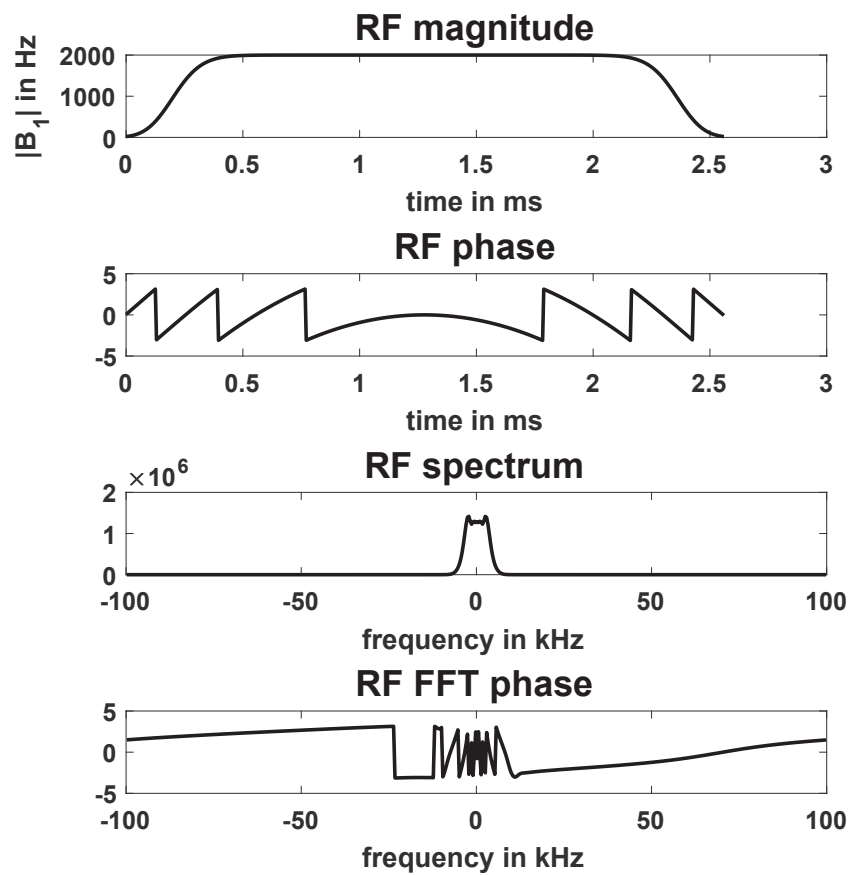 RF magnitude
|B1| in Hz
2000
1000
0
0 0.5 1 1.5 2 2.5 3
time in ms
RF phase
5
0
-5
0 0.5 1 1.5 2 2.5 3
time in ms
RF spectrum
×10^6
2
1
0
-100 -50 0 50 100
frequency in kHz
RF FFT phase
5
0
-5
-100 -50 0 50 100
frequency in kHz